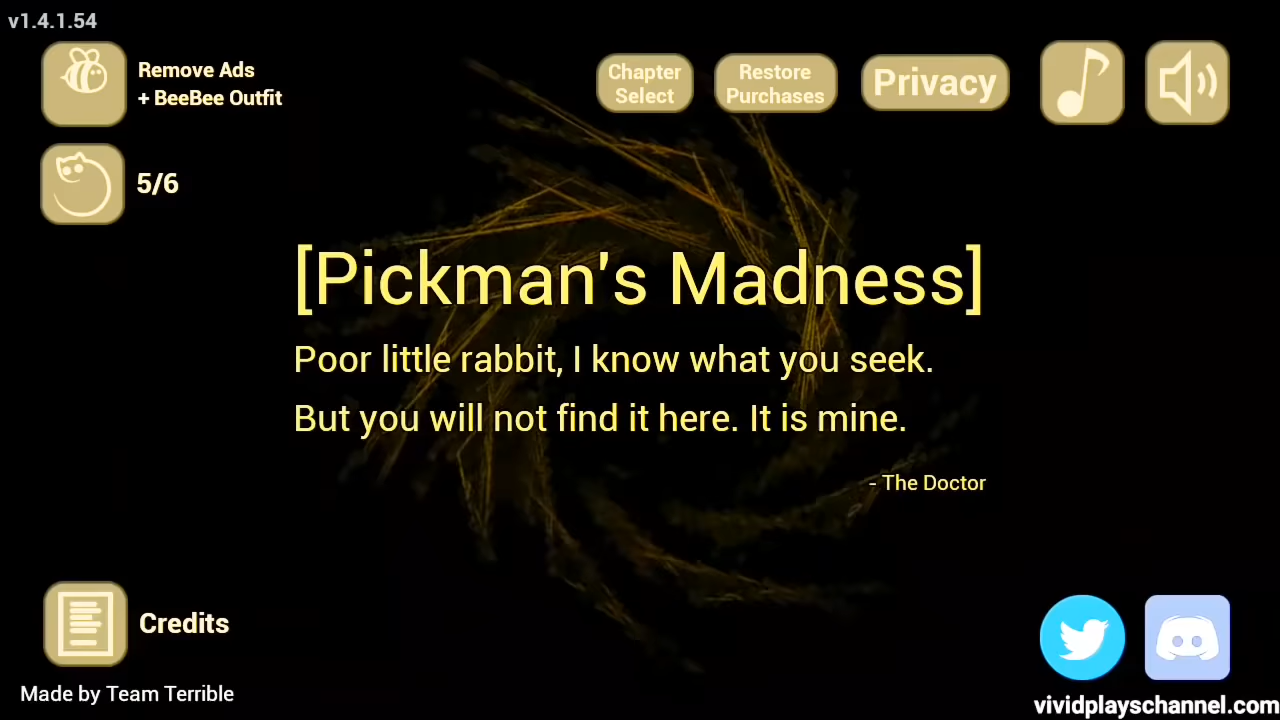 v1.4.1.54
Remove Ads
+ BeeBee Outfit
Chapter
Select
Restore
Purchases
Privacy
5/6
[Pickman's Madness]
Poor little rabbit, I know what you seek.
But you will not find it here. It is mine.
- The Doctor
Credits
Made by Team Terrible
vividplayschannel.com